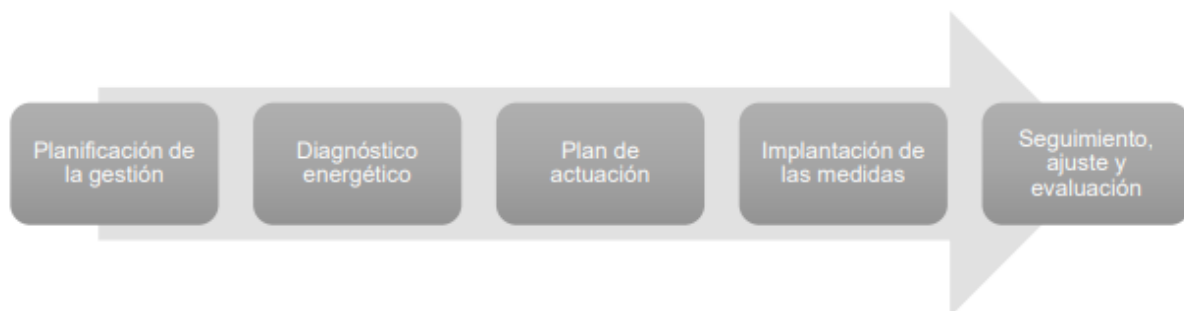 Planificación de
la gestión
Diagnóstico
energético
Plan de
actuación
Implantación de
las medidas
Seguimiento,
ajuste y
evaluación